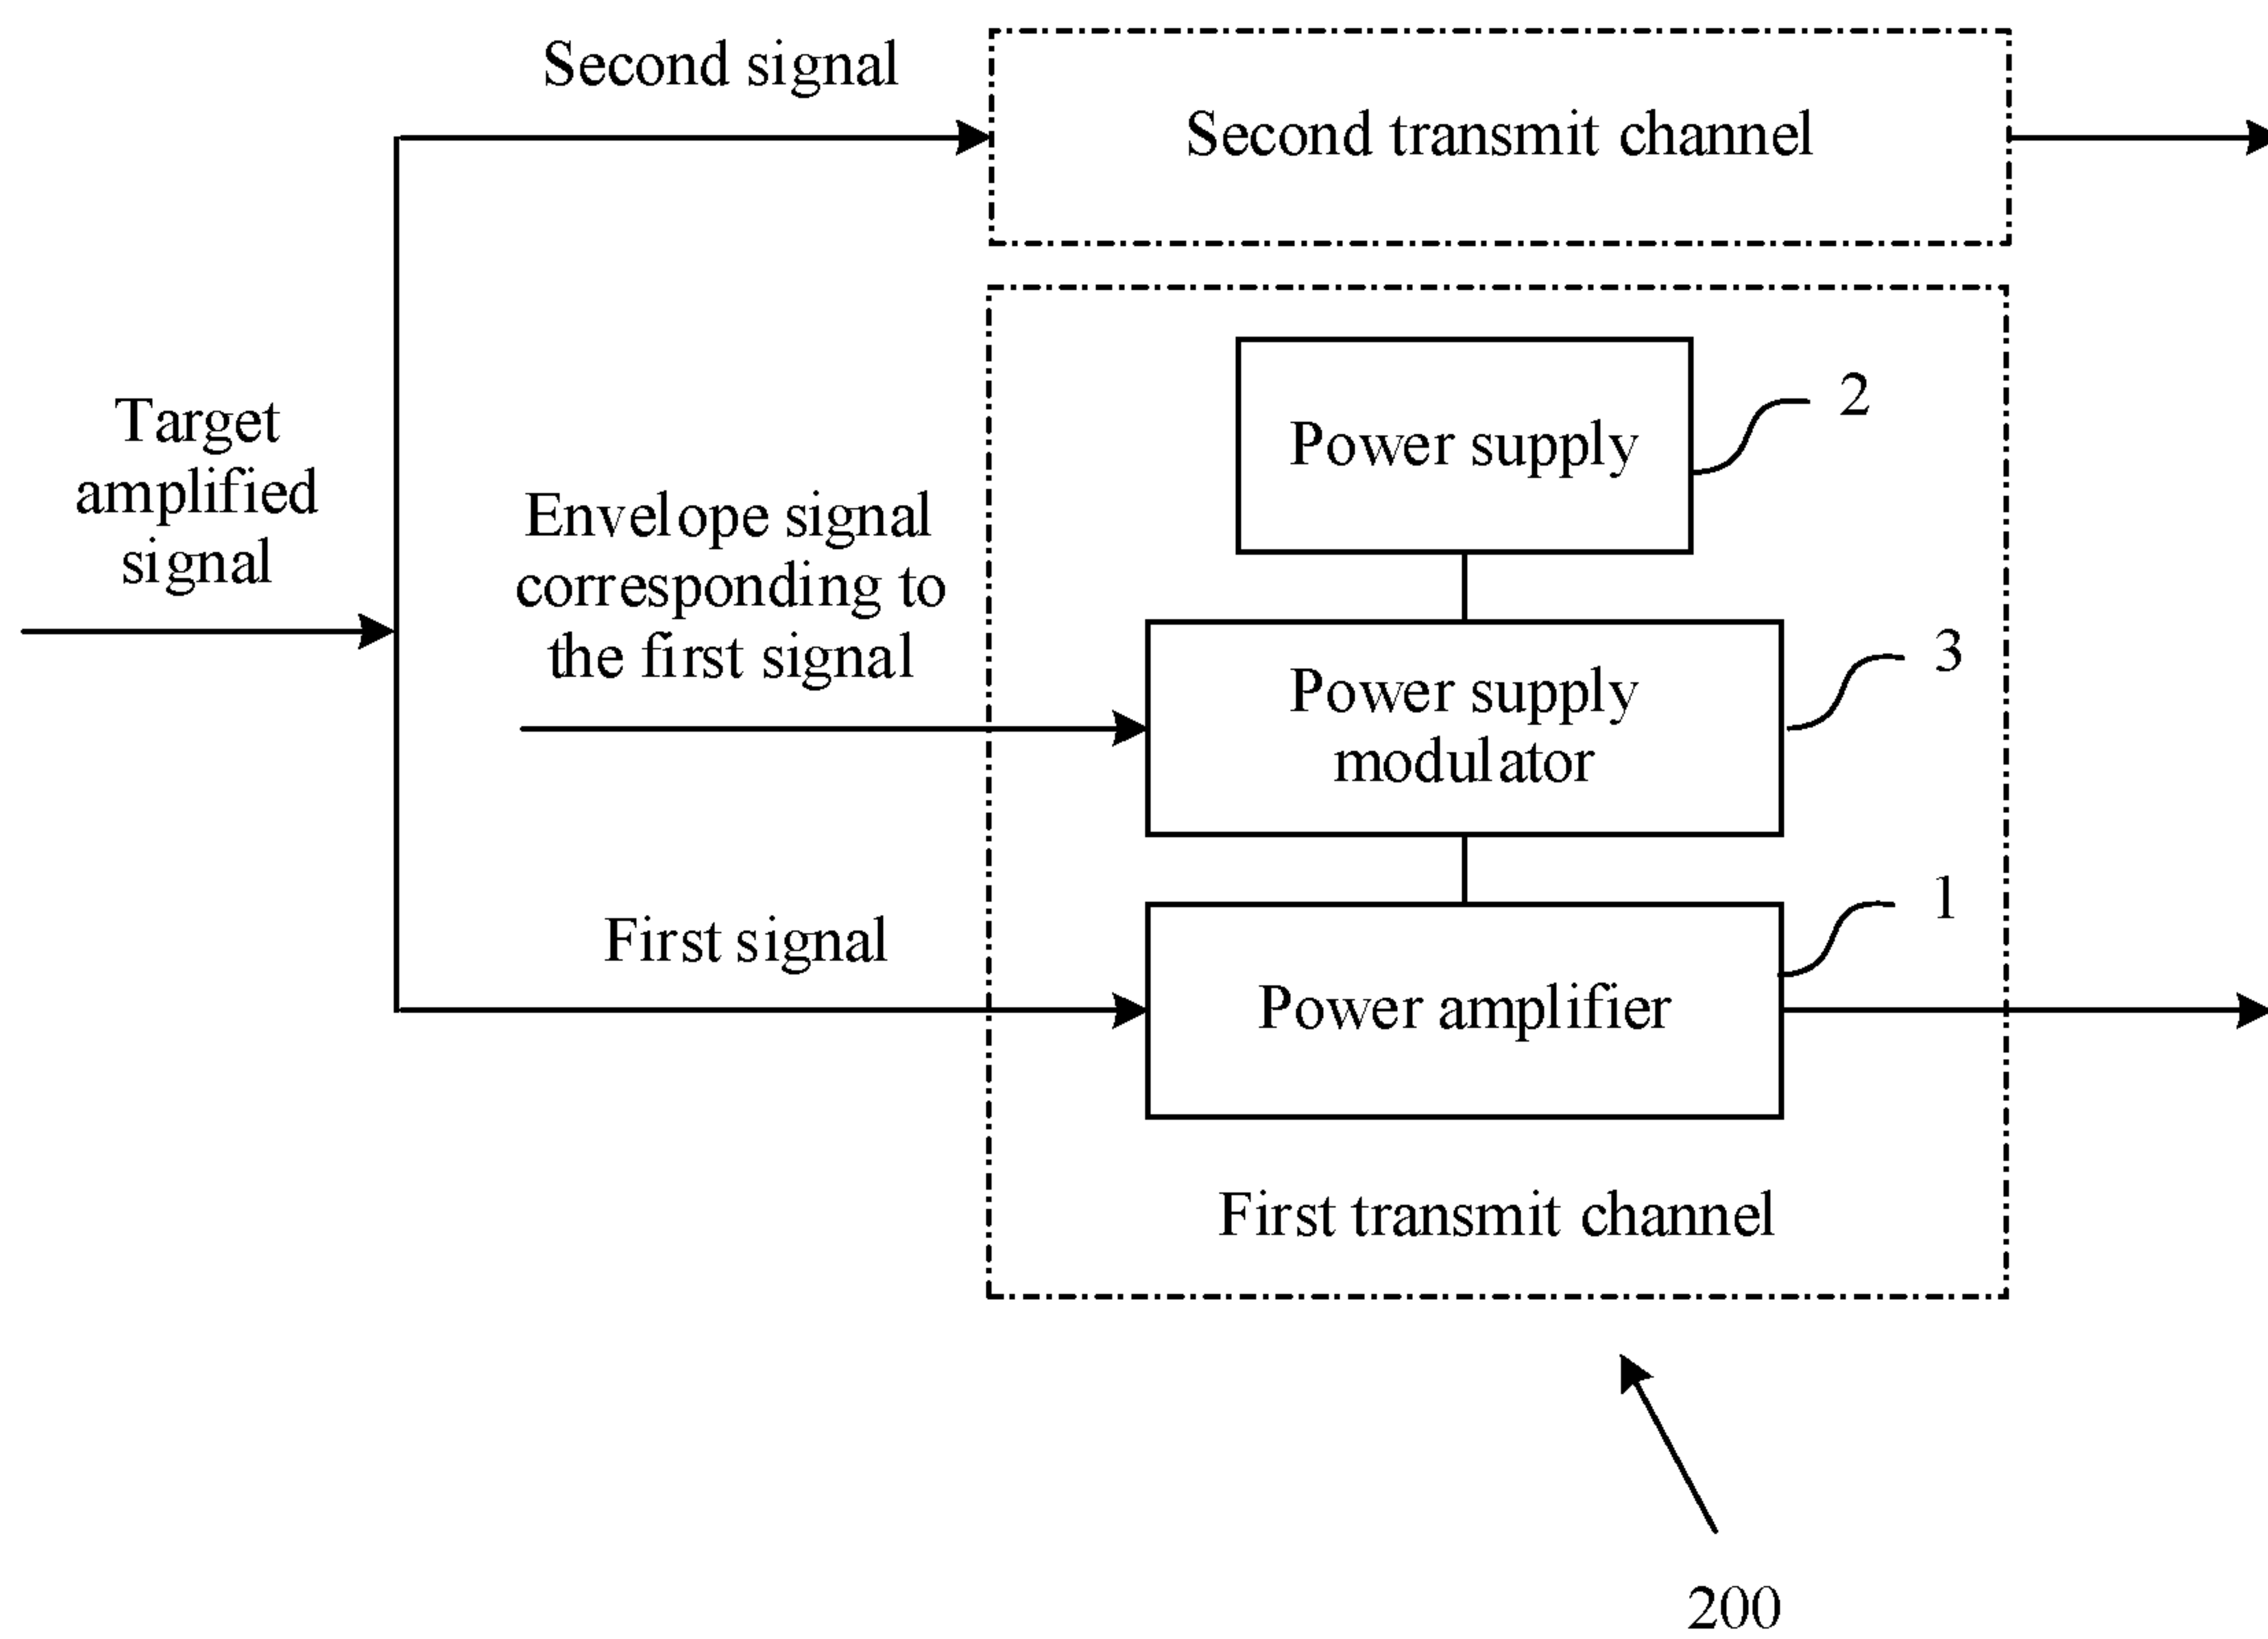 Second signal
Second transmit channel
Target
amplified
signal
Power supply
2
Envelope signal
corresponding to
the first signal
Power supply
modulator
3
First signal
Power amplifier
1
First transmit channel
200